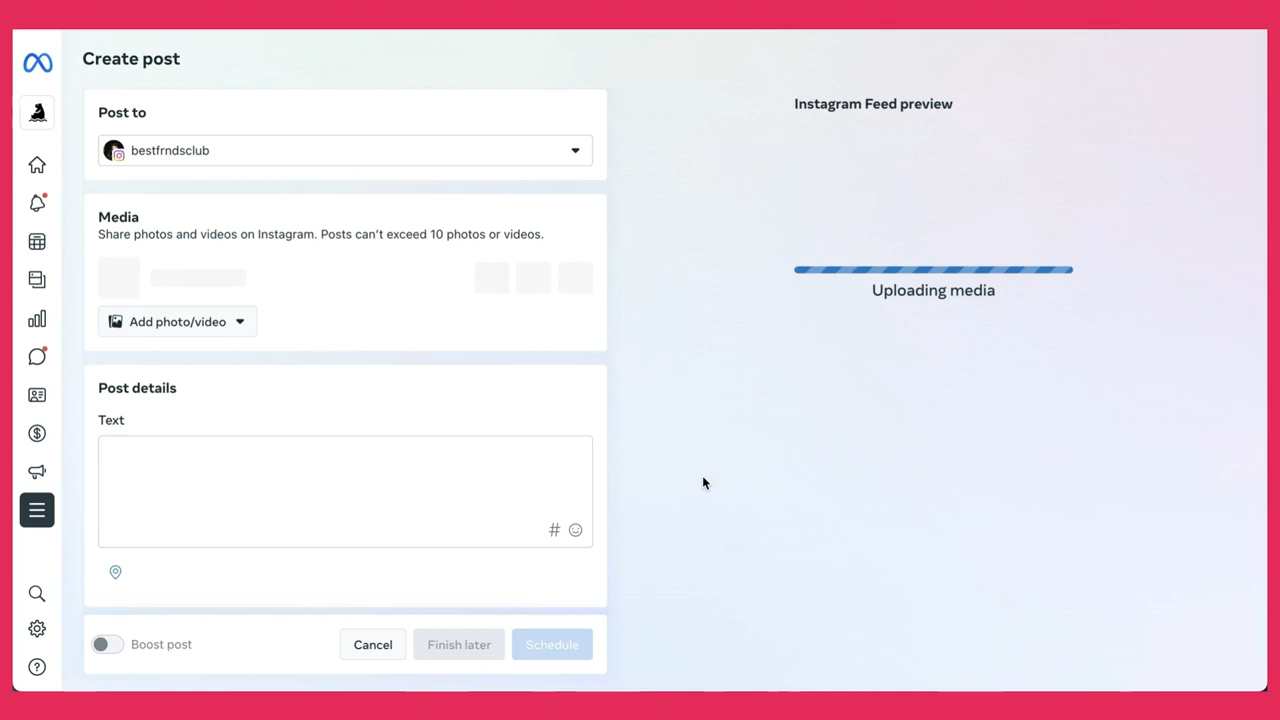 Create post
Post to
bestfrndsclub
Media
Share photos and videos on Instagram. Posts can't exceed 10 photos or videos.
Add photo/video
Post details
Text
#
Boost post
Cancel
Finish later
Schedule
Instagram Feed preview
Uploading media